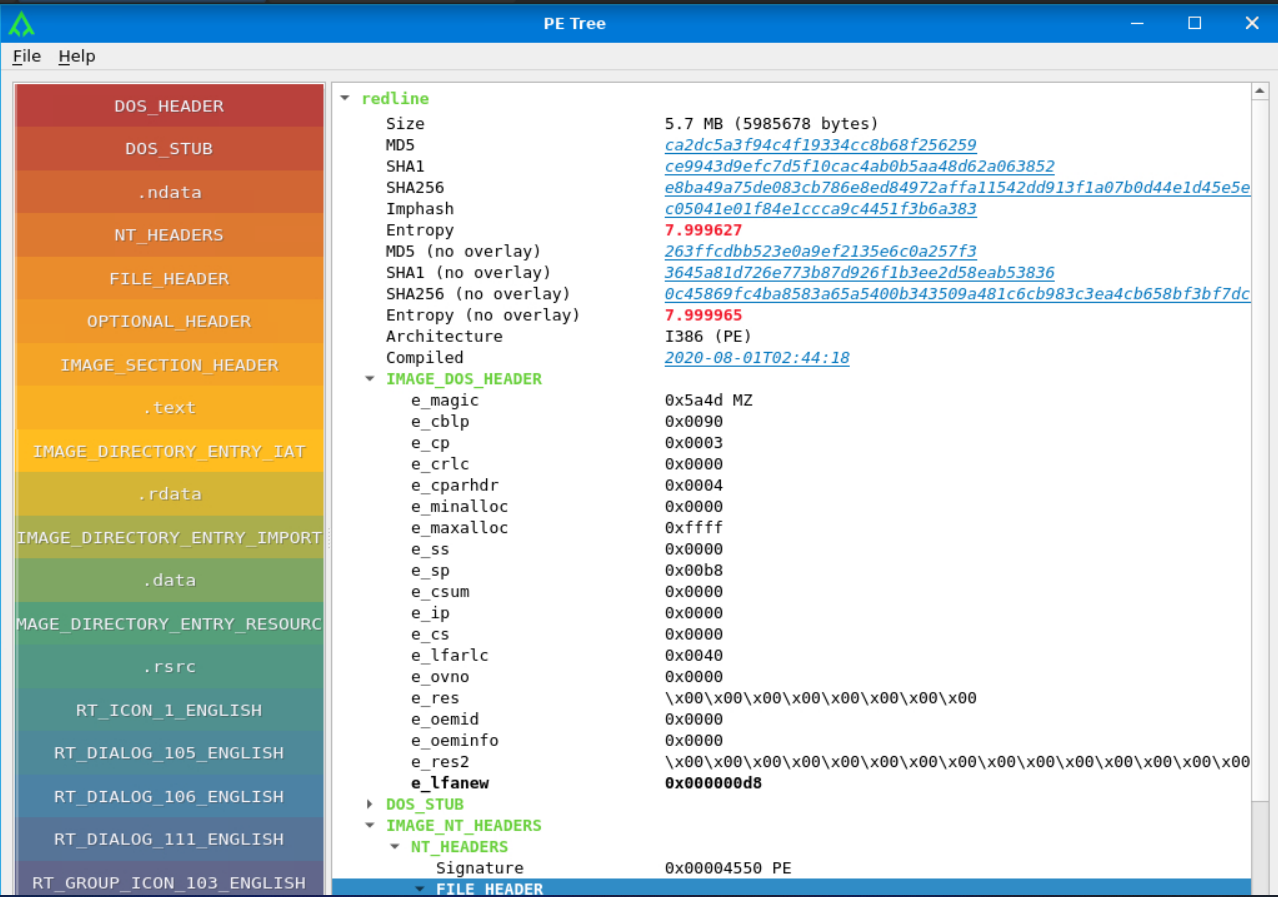 PE Tree
File Help
DOS_HEADER
DOS_STUB
.ndata
NT_HEADERS
FILE_HEADER
OPTIONAL_HEADER
IMAGE_SECTION_HEADER
.text
IMAGE_DIRECTORY_ENTRY_IAT
.rdata
IMAGE_DIRECTORY_ENTRY_IMPORT
.data
MAGE_DIRECTORY_ENTRY_RESOURC
.rsrc
RT_ICON_1_ENGLISH
RT_DIALOG_105_ENGLISH
RT_DIALOG_106_ENGLISH
RT_DIALOG_111_ENGLISH
RT_GROUP_ICON_103_ENGLISH
redline
Size 5.7 MB (5985678 bytes)
MD5 ca2dc5a3f94c4f19334cc8b68f256259
SHA1 ce9943d9efc7d5f10cac4ab0b5aa48d62a063852
SHA256 e8ba49a75de083cb786e8ed84972affa11542dd913f1a07b0d44e1d45e5e
Imphash c05041e01f84e1ccca9c4451f3b6a383
Entropy 7.999627
MD5 (no overlay) 263ffcdbb523e0a9ef2135e6c0a257f3
SHA1 (no overlay) 3645a81d726e773b87d926f1b3ee2d58eab53836
SHA256 (no overlay) 0c45869fc4ba8583a65a5400b343509a481c6cb983c3ea4cb658bf3bf7dc
Entropy (no overlay) 7.999965
Architecture I386 (PE)
Compiled 2020-08-01T02:44:18
IMAGE_DOS_HEADER
e_magic 0x5a4d MZ
e_cblp 0x0090
e_cp 0x0003
e_crlc 0x0000
e_cparhdr 0x0004
e_minalloc 0x0000
e_maxalloc 0xffff
e_ss 0x0000
e_sp 0x00b8
e_csum 0x0000
e_ip 0x0000
e_cs 0x0000
e_lfarlc 0x0040
e_ovno 0x0000
e_res \x00\x00\x00\x00\x00\x00\x00\x00
e_oemid 0x0000
e_oeminfo 0x0000
e_res2 \x00\x00\x00\x00\x00\x00\x00\x00\x00\x00\x00\x00\x00\x00\x00
e_lfanew 0x000000d8
DOS_STUB
IMAGE_NT_HEADERS
NT_HEADERS
Signature 0x00004550 PE
FILE_HEADER